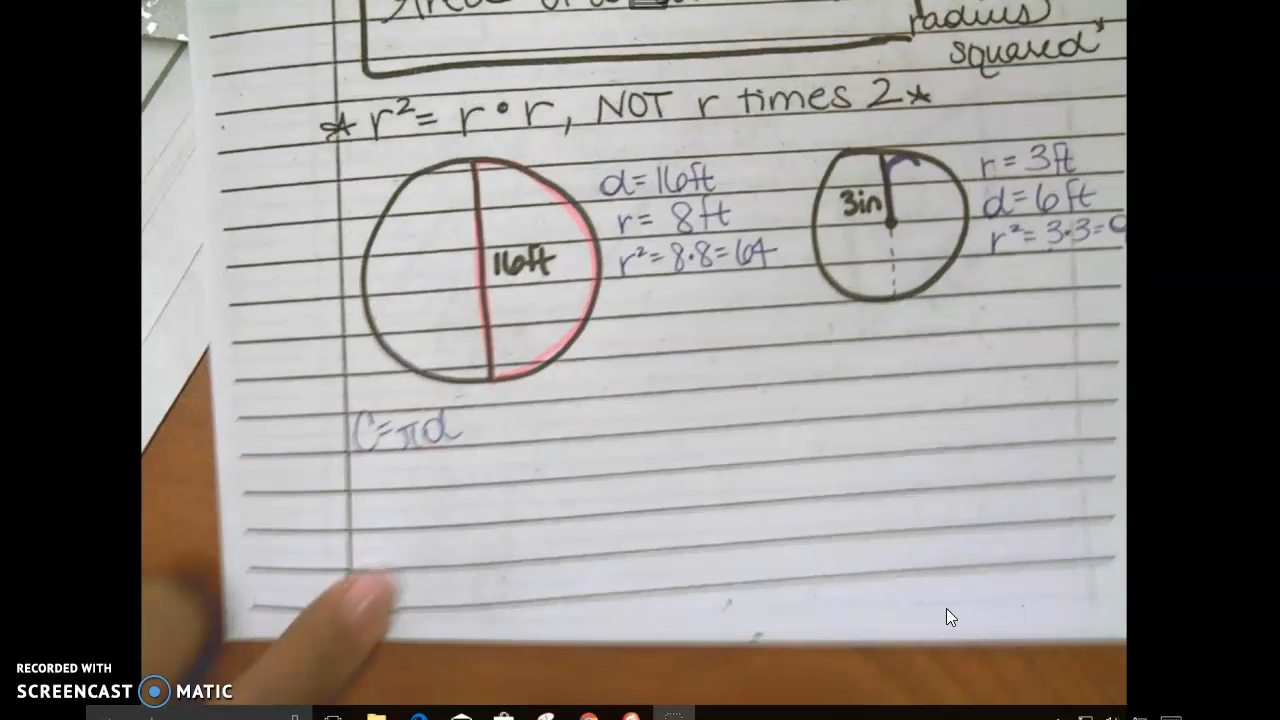 radius
squared"
*r²= r•r, NOT r times 2*
d=16ft
r= 8ft
r²=8•8=64
16ft
r=3ft
d=6ft
r²=3•3=
3in
C=πd
RECORDED WITH
SCREENCAST MATIC